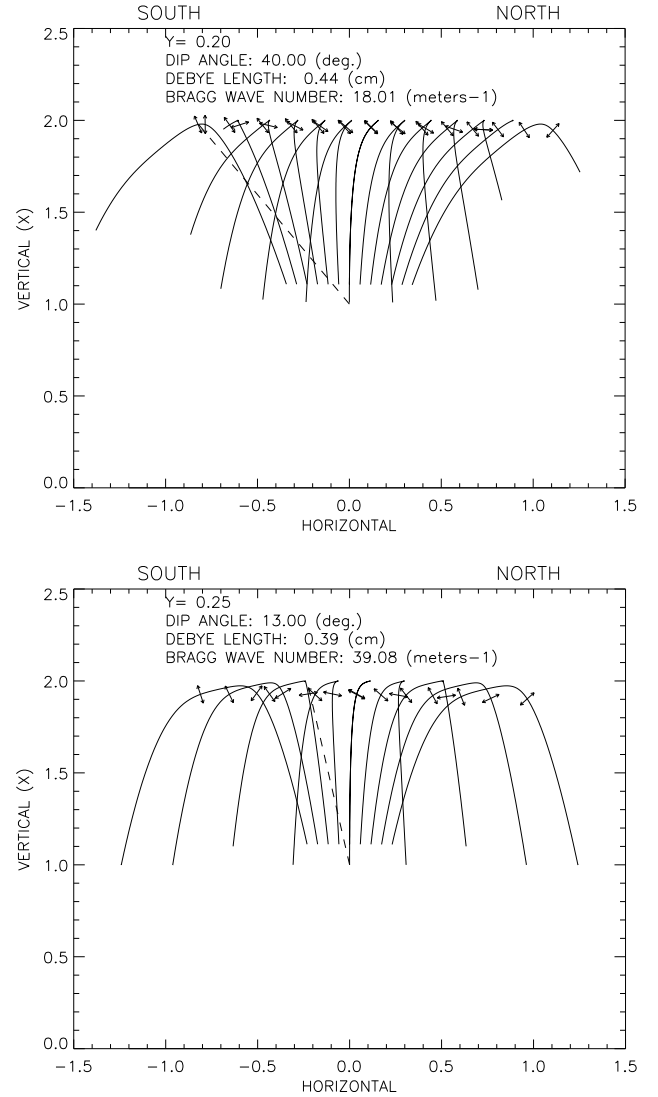 SOUTH NORTH
2.5
Y= 0.20
DIP ANGLE: 40.00 (deg.)
DEBYE LENGTH:  0.44 (cm)
BRAGG WAVE NUMBER: 18.01 (meters−1)
2.0
1.5
VERTICAL (X)
1.0
0.5
0.0
−1.5 −1.0 −0.5 0.0 0.5 1.0 1.5
HORIZONTAL
SOUTH NORTH
2.5
Y= 0.25
DIP ANGLE: 13.00 (deg.)
DEBYE LENGTH:  0.39 (cm)
BRAGG WAVE NUMBER: 39.08 (meters−1)
2.0
1.5
VERTICAL (X)
1.0
0.5
0.0
−1.5 −1.0 −0.5 0.0 0.5 1.0 1.5
HORIZONTAL